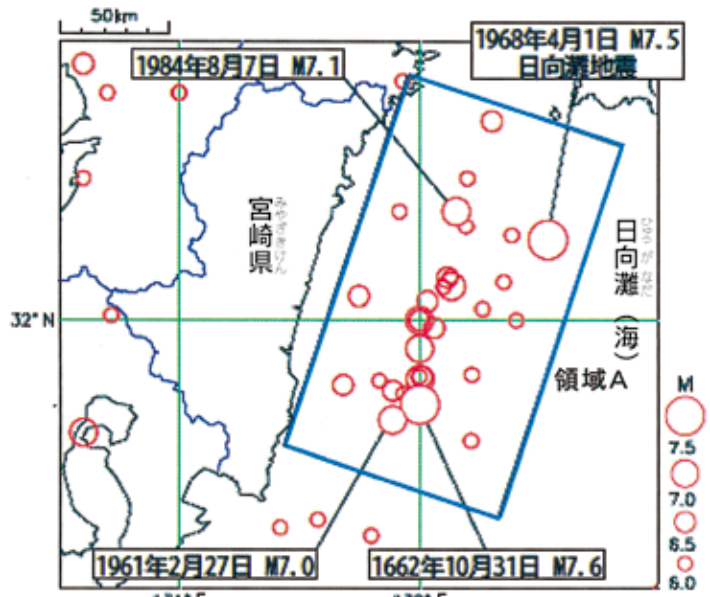 50km
1968年4月1日 M7.5
日向灘地震
1984年8月7日 M7.1
宮崎県
みやざきけん
日向灘（海）
ひゅうがなだ
32°N
領域A
M
7.5
7.0
6.5
6.0
1961年2月27日 M7.0
1662年10月31日 M7.6